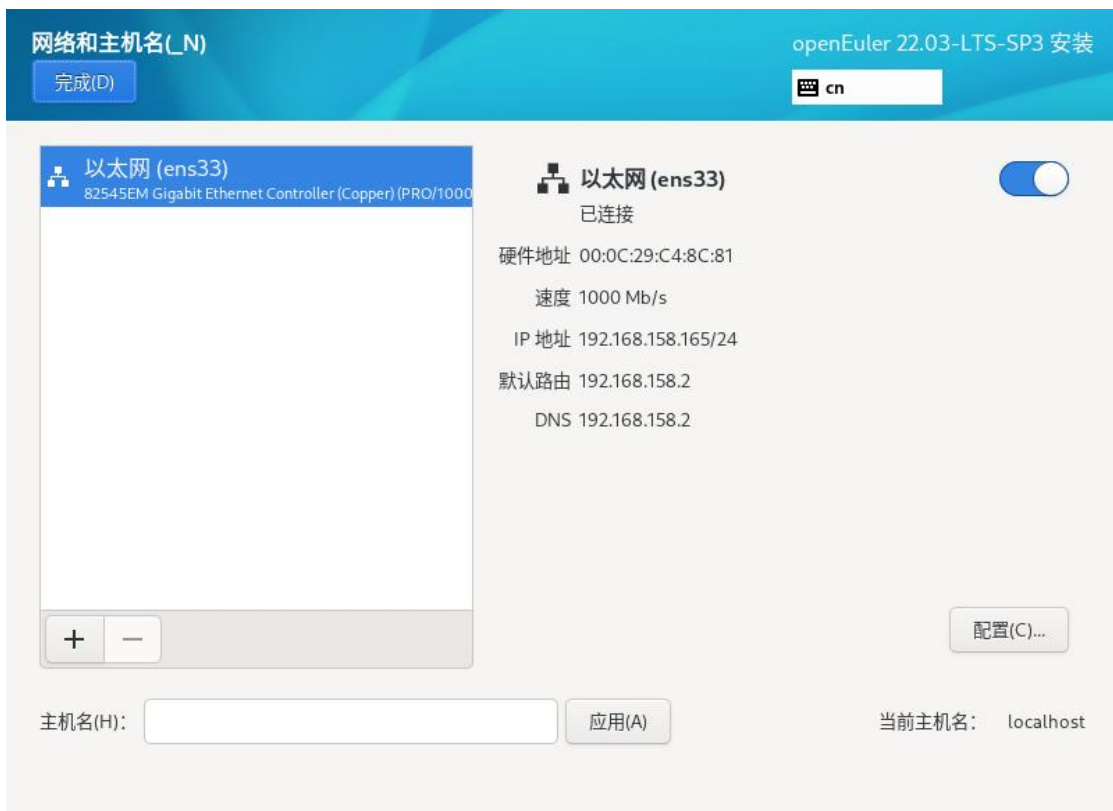 网络和主机名(_N)
openEuler 22.03-LTS-SP3 安装
完成(D)
cn
以太网 (ens33)
82545EM Gigabit Ethernet Controller (Copper) (PRO/1000
以太网 (ens33)
已连接
硬件地址 00:0C:29:C4:8C:81
速度 1000 Mb/s
IP 地址 192.168.158.165/24
默认路由 192.168.158.2
DNS 192.168.158.2
配置(C)...
主机名(H):
应用(A)
当前主机名: localhost